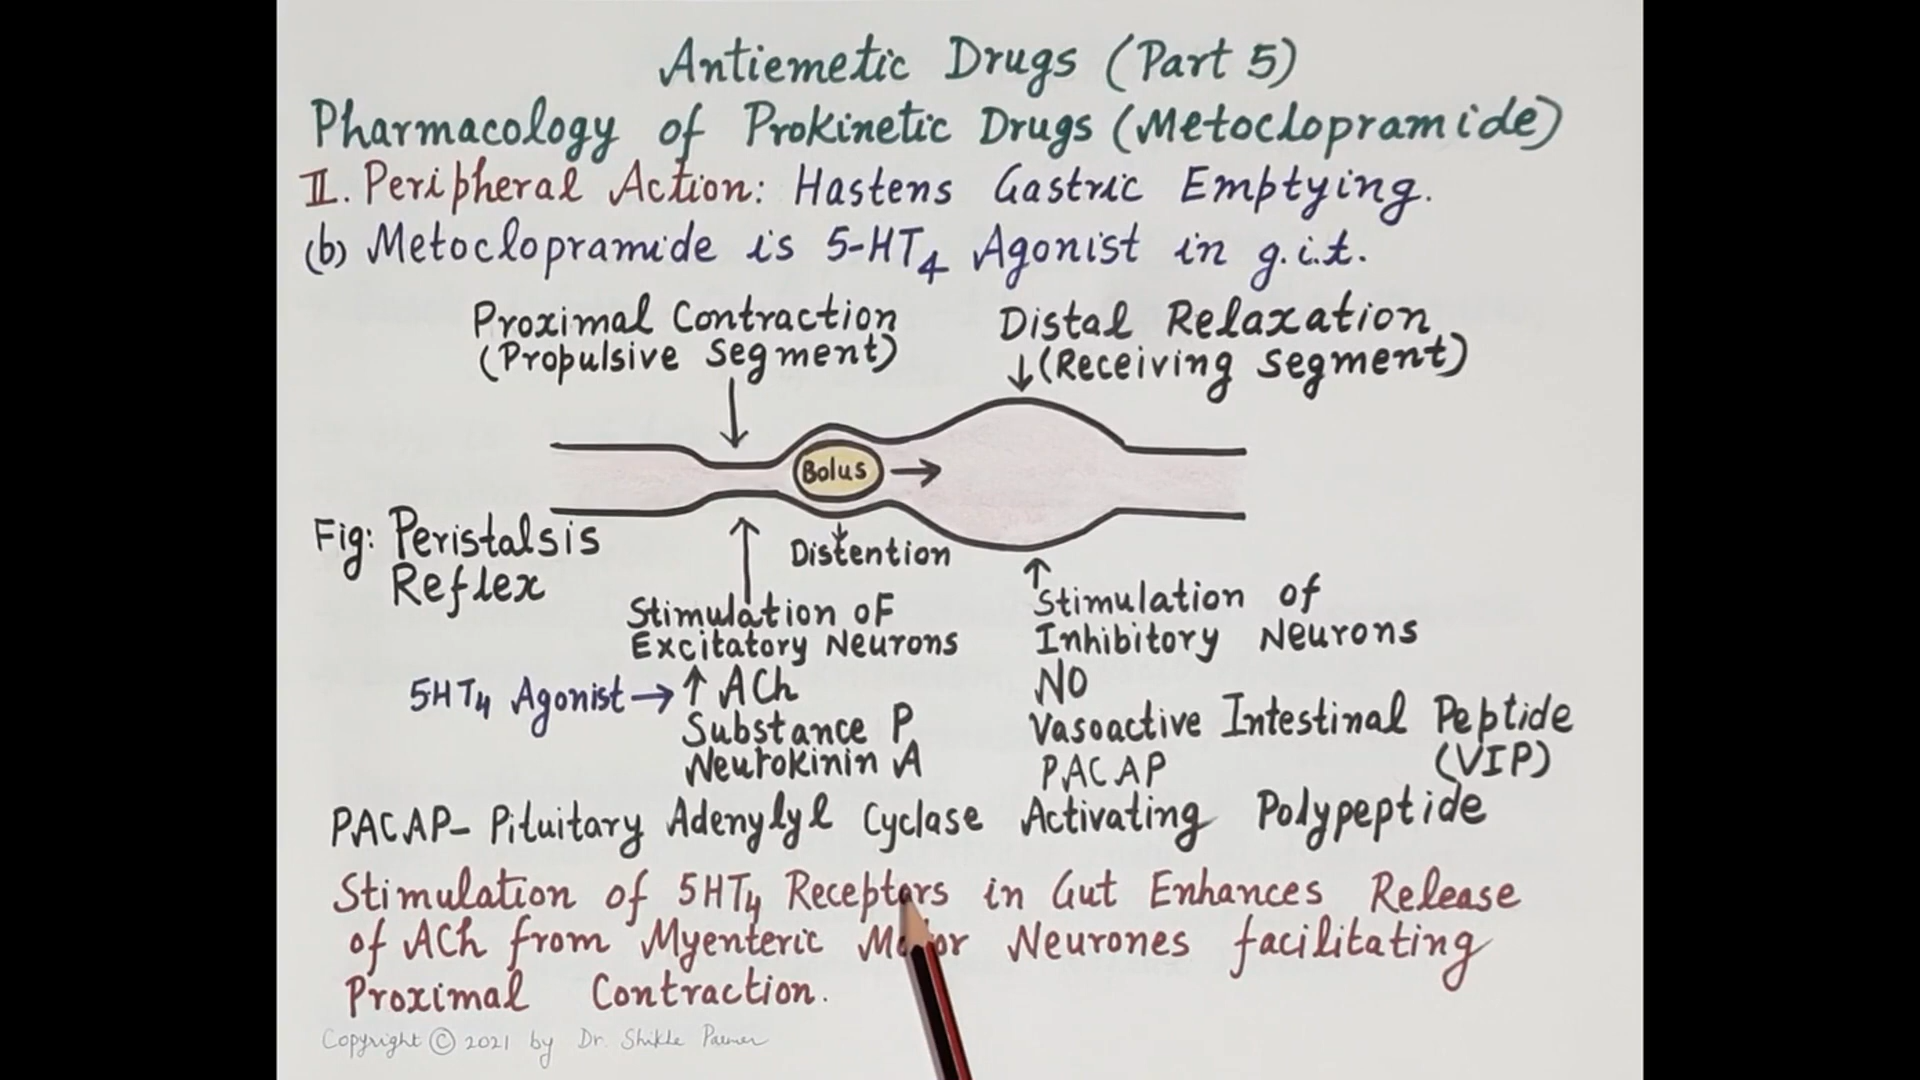 Antiemetic Drugs (Part 5)
Pharmacology of Prokinetic Drugs (Metoclopramide)
II. Peripheral Action: Hastens Gastric Emptying.
(b) Metoclopramide is 5-HT4 Agonist in g.i.t.
Proximal Contraction
(Propulsive Segment)
Distal Relaxation
(Receiving Segment)
Bolus
Fig: Peristalsis
Reflex
Distention
Stimulation of
Excitatory Neurons
5HT4 Agonist → ↑ ACh
Substance P
Neurokinin A
Stimulation of
Inhibitory Neurons
NO
Vasoactive Intestinal Peptide
(VIP)
PACAP
PACAP- Pituitary Adenylyl Cyclase Activating Polypeptide
Stimulation of 5HT4 Receptors in Gut Enhances Release
of ACh from Myenteric Motor Neurones facilitating
Proximal Contraction.
Copyright © 2021 by Dr.